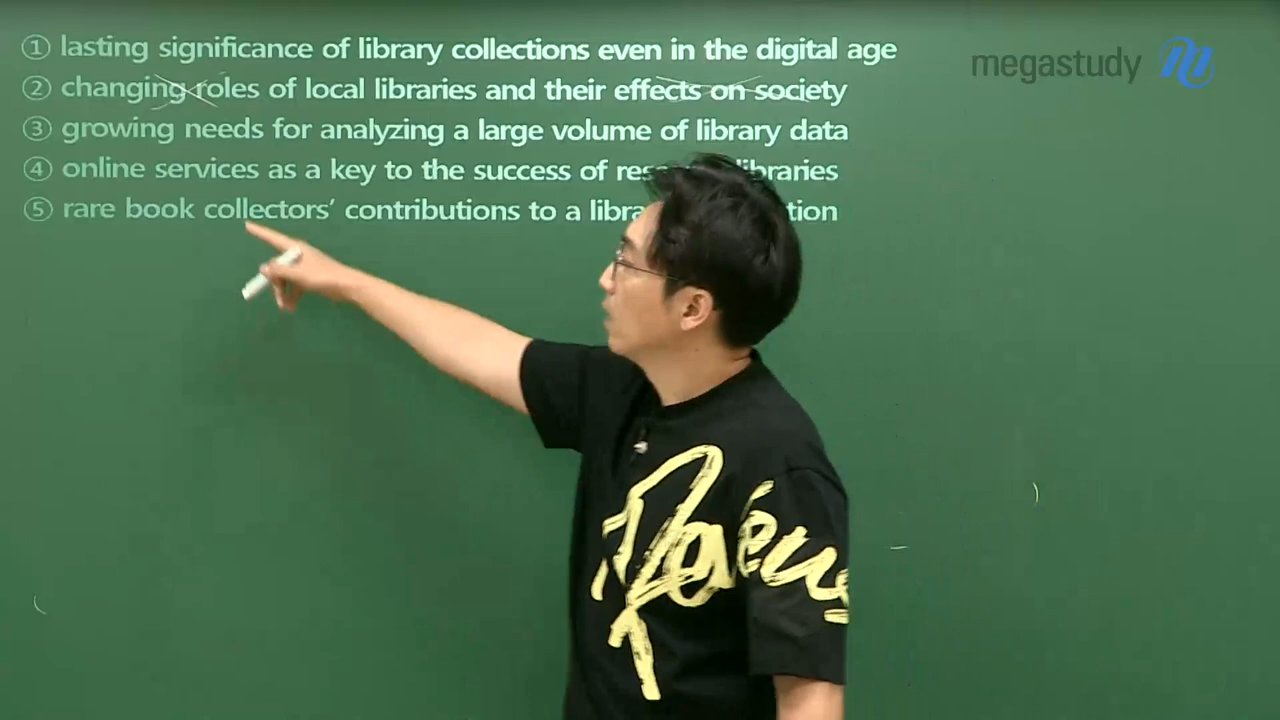 ① lasting significance of library collections even in the digital age
megastudy
② changing roles of local libraries and their effects on society
③ growing needs for analyzing a large volume of library data
④ online services as a key to the success of libraries
⑤ rare book collectors' contributions to a